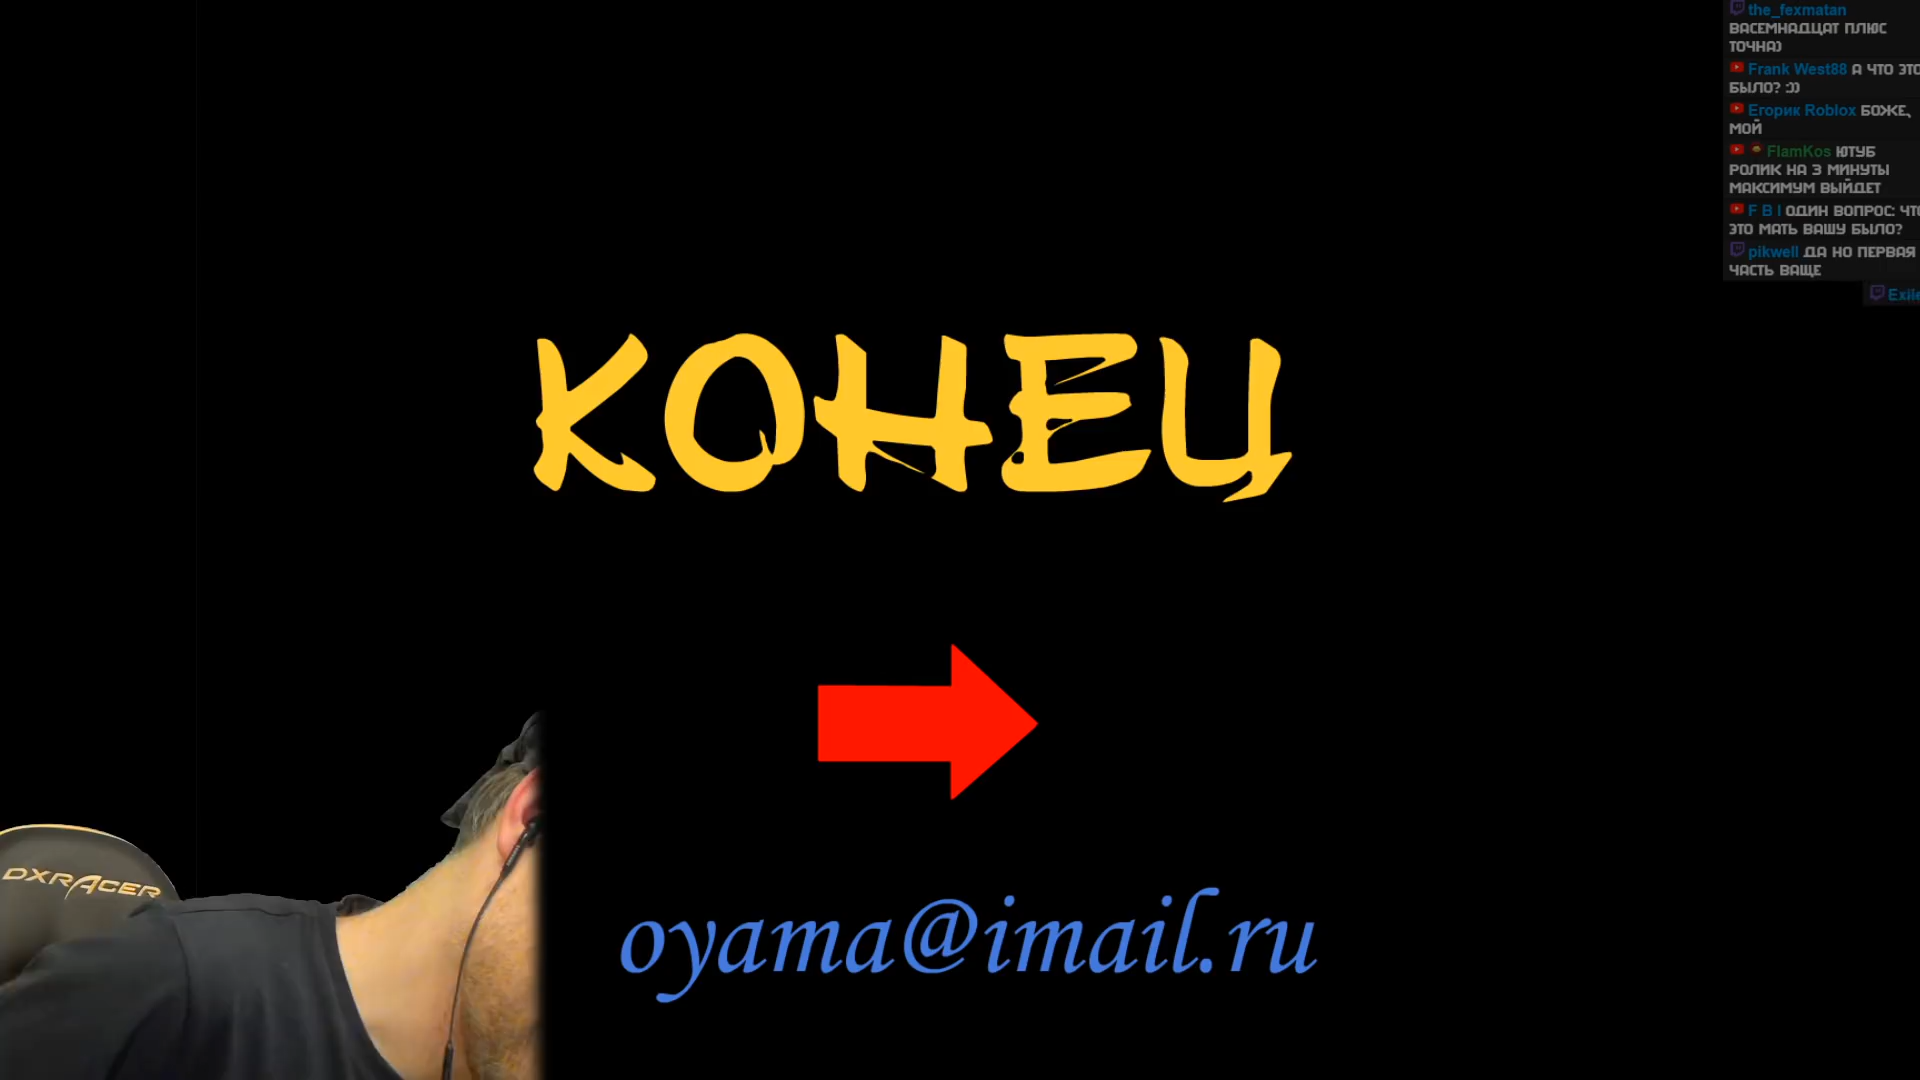 the_fexmatan
ВАСЕМНАДЦАТ ПЛЮС
ТОЧНА)
Frank West88 А ЧТО ЭТО
БЫЛО? :))
Егорик Roblox БОЖЕ,
МОЙ
FlamKos ЮТУБ
РОЛИК НА 3 МИНУТЫ
МАКСИМУМ ВЫЙДЕТ
F B I ОДИН ВОПРОС: ЧТО
ЭТО МАТЬ ВАШУ БЫЛО?
pikwell ДА НО ПЕРВАЯ
ЧАСТЬ ВАЩЕ
Exile
КОНЕЦ
DXRACER
oyama@imail.ru